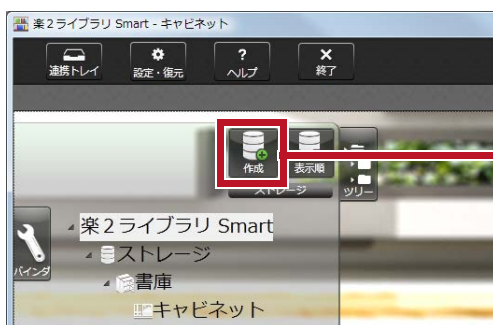 楽2ライブラリ Smart - キャビネット
連携トレイ 設定・復元 ヘルプ 終了
作成 表示順
ストレージ ツリー
バインダ
楽2ライブラリ Smart
ストレージ
書庫
キャビネット